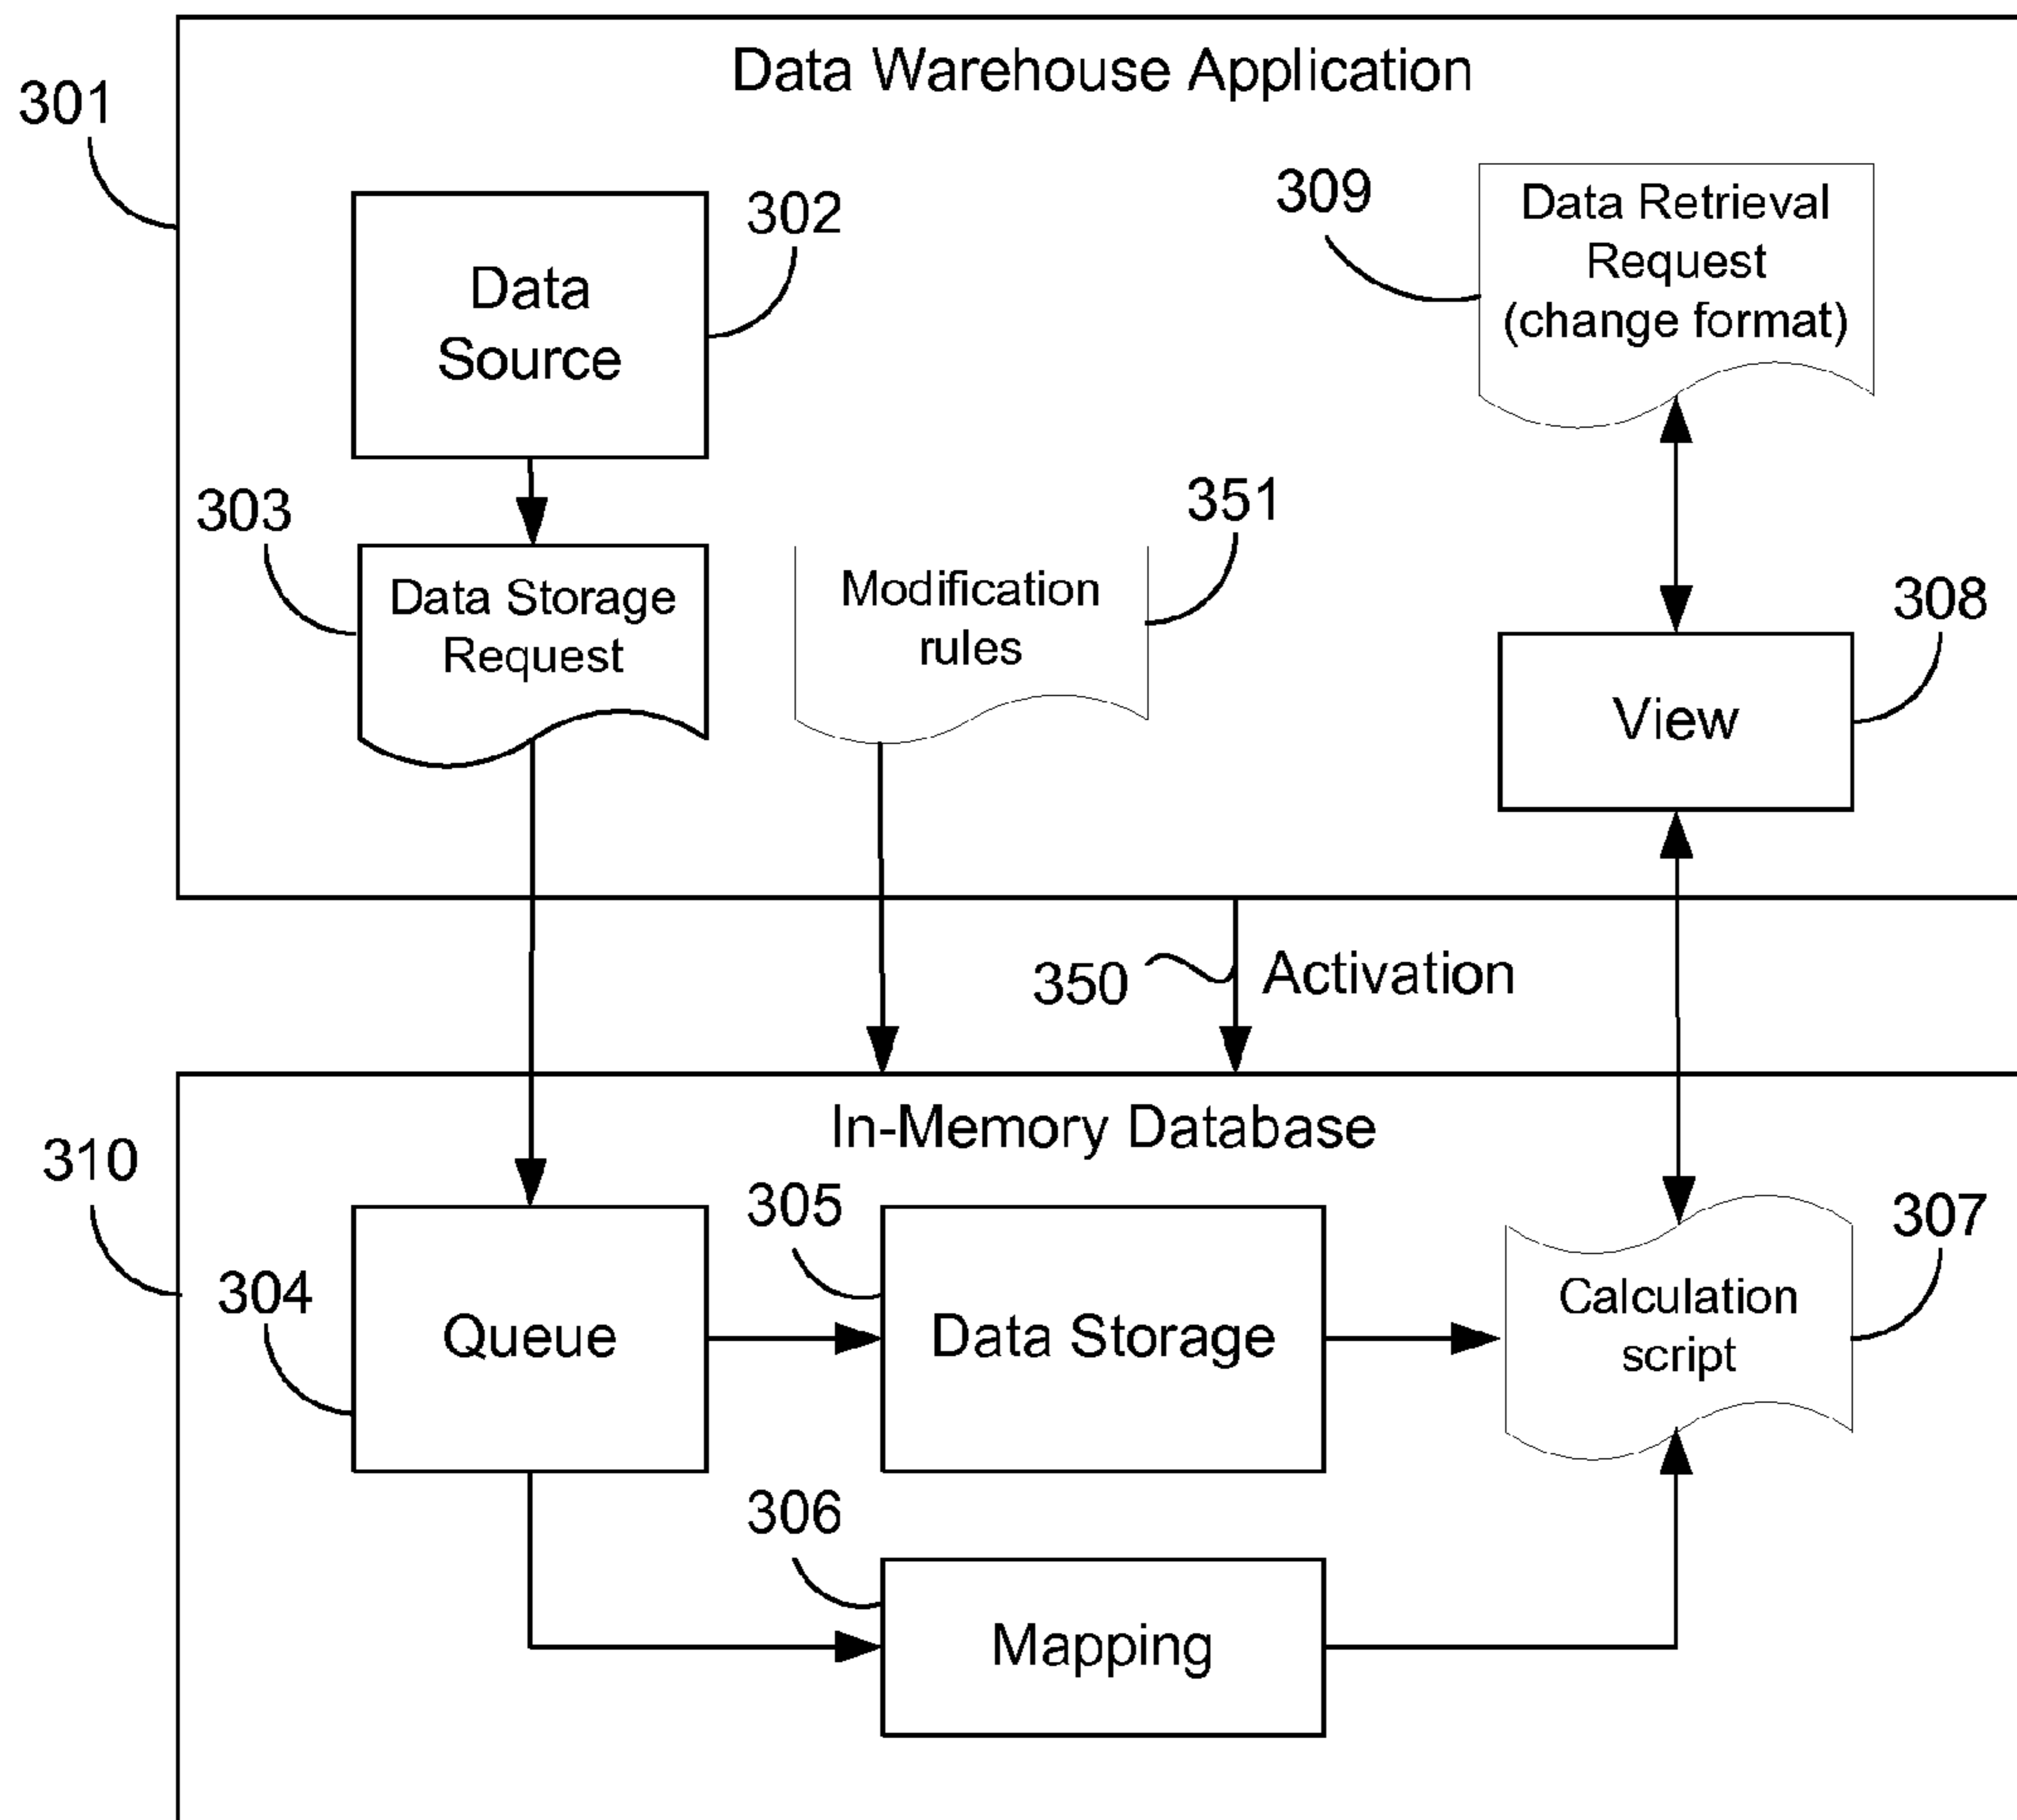 Data Warehouse Application
301
302
309
Data Retrieval
Request
(change format)
Data
Source
303
351
Data Storage
Request
Modification
rules
308
View
350
Activation
In-Memory Database
310
305
307
304
Queue
Data Storage
Calculation
script
306
Mapping